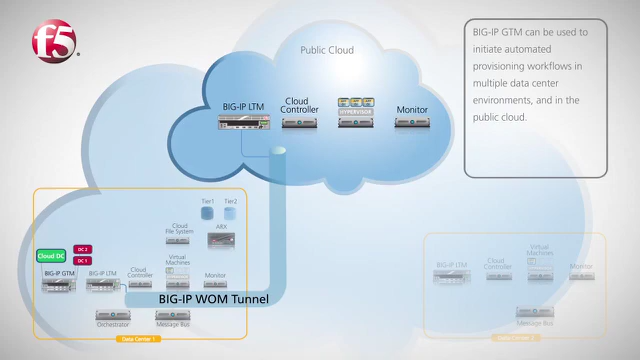 f5
Public Cloud
BIG-IP GTM can be used to
initiate automated
provisioning workflows in
multiple data center
environments, and in the
public cloud.
BIG-IP LTM
Cloud
Controller
HYPERVISOR
Monitor
Tier1
Tier2
Cloud
File System
ARX
Cloud DC
DC 2
DC 1
BIG-IP GTM
BIG-IP LTM
Cloud
Controller
Virtual
Machines
Monitor
BIG-IP WOM Tunnel
Orchestrator
Message Bus
Data Center 1
BIG-IP LTM
Cloud
Controller
Virtual
Machines
Monitor
Message Bus